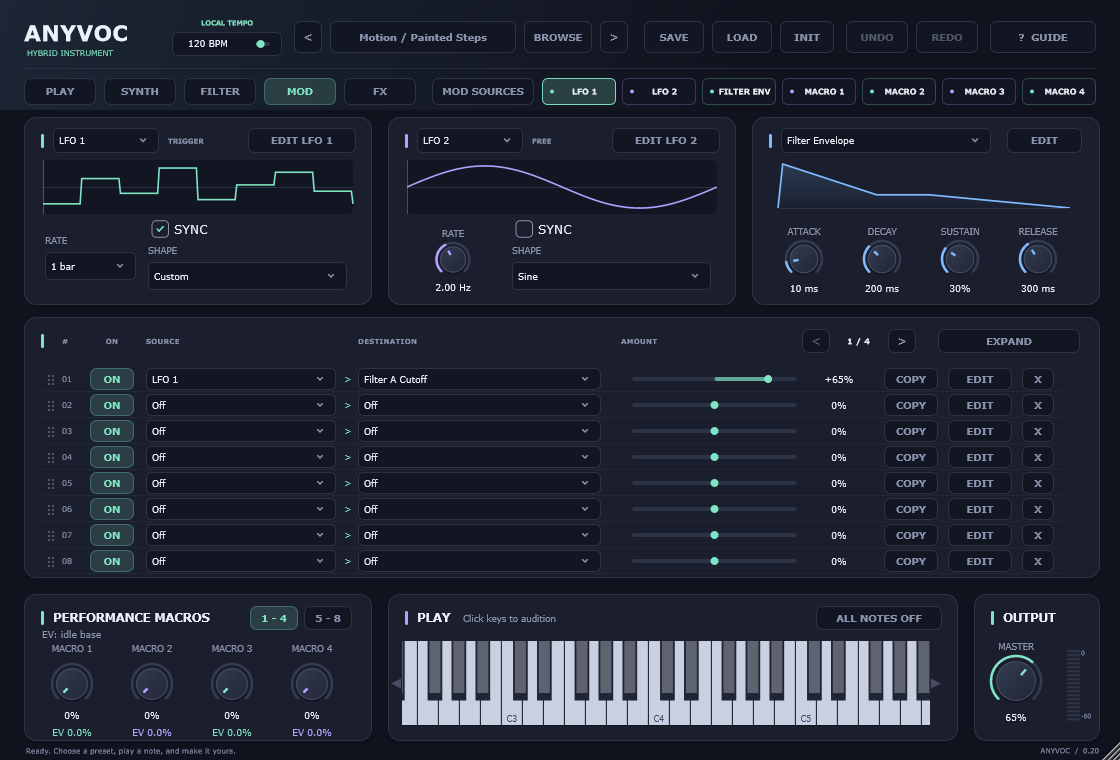 ANYVOC
HYBRID INSTRUMENT
LOCAL TEMPO
120 BPM
< Motion / Painted Steps BROWSE > SAVE LOAD INIT UNDO REDO ? GUIDE
PLAY SYNTH FILTER MOD FX MOD SOURCES LFO 1 LFO 2 FILTER ENV MACRO 1 MACRO 2 MACRO 3 MACRO 4
LFO 1 TRIGGER EDIT LFO 1
SYNC
RATE
1 bar
SHAPE
Custom
LFO 2 FREE EDIT LFO 2
RATE
2.00 Hz
SYNC
SHAPE
Sine
Filter Envelope EDIT
ATTACK DECAY SUSTAIN RELEASE
10 ms 200 ms 30% 300 ms
# ON SOURCE DESTINATION AMOUNT < 1 / 4 > EXPAND
01 ON LFO 1 > Filter A Cutoff +65% COPY EDIT X
02 ON Off > Off 0% COPY EDIT X
03 ON Off > Off 0% COPY EDIT X
04 ON Off > Off 0% COPY EDIT X
05 ON Off > Off 0% COPY EDIT X
06 ON Off > Off 0% COPY EDIT X
07 ON Off > Off 0% COPY EDIT X
08 ON Off > Off 0% COPY EDIT X
PERFORMANCE MACROS 1 - 4 5 - 8
EV: idle base
MACRO 1 MACRO 2 MACRO 3 MACRO 4
0% 0% 0% 0%
EV 0.0% EV 0.0% EV 0.0% EV 0.0%
PLAY Click keys to audition ALL NOTES OFF
C3 C4 C5
OUTPUT
MASTER
65%
0
-60
Ready. Choose a preset, play a note, and make it yours.
ANYVOC / 0.20